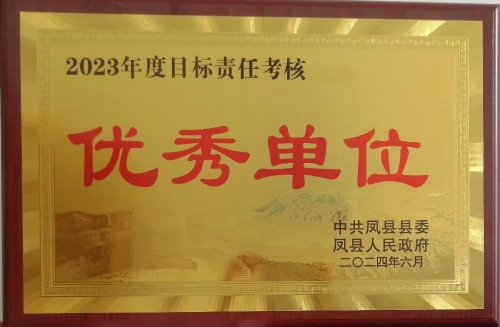 2023年度目标责任考核
优秀单位
中共凤县县委
凤县人民政府
二〇二四年六月